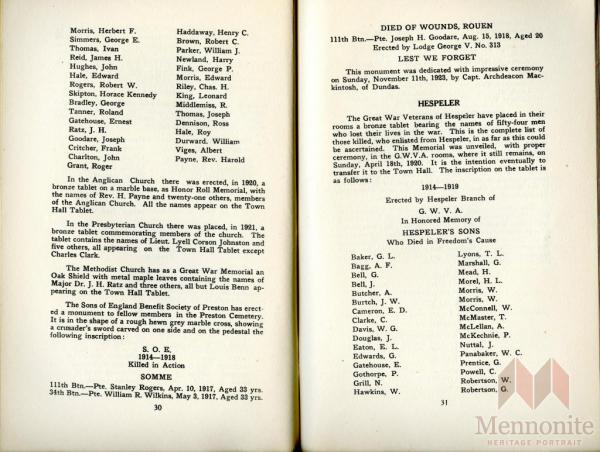 Morris, Herbert F.
Simmers, George E.
Thomas, Ivan
Reid, James H.
Hughes, John
Hale, Edward
Rogers, Robert W.
Skipton, Horace Kennedy
Bradley, George
Tanner, Roland
Gatehouse, Ernest
Ratz, J. H.
Goodare, Joseph
Critcher, Frank
Charlton, John
Grant, Roger
Haddaway, Henry C.
Brown, Robert C.
Parker, William J.
Newland, Harry
Fink, George P.
Morris, Edward
Riley, Chas. H.
King, Leonard
Middlemiss, R.
Thomas, Joseph
Dennison, Ross
Hale, Roy
Durward, William
Viges, Albert
Payne, Rev. Harold
In the Anglican Church there was erected, in 1920, a
bronze tablet on a marble base, as Honor Roll Memorial, with
the names of Rev. H. Payne and twenty-one others, members
of the Anglican Church. All the names appear on the Town
Hall Tablet.
In the Presbyterian Church there was placed, in 1921, a
bronze tablet commemorating members of the church. The
tablet contains the names of Lieut. Lyell Corson Johnston and
five others, all appearing on the Town Hall Tablet except
Charles Clark.
The Methodist Church has as a Great War Memorial an
Oak Shield with metal maple leaves containing the names of
Major Dr. J. H. Ratz and three others, all but Louis Benn ap-
pearing on the Town Hall Tablet.
The Sons of England Benefit Society of Preston has erect-
ed a monument to fellow members in the Preston Cemetery.
It is in the shape of a rough hewn grey marble cross, showing
a crusader's sword carved on one side and on the pedestal the
following inscription:
S. O. E.
1914—1918
Killed in Action
SOMME
111th Btn.—Pte. Stanley Rogers, Apr. 10, 1917, Aged 33 yrs.
34th Btn.—Pte. William R. Wilkins, May 3, 1917, Aged 33 yrs.
30
DIED OF WOUNDS, ROUEN
111th Btn.—Pte. Joseph H. Goodare, Aug. 15, 1918, Aged 20
Erected by Lodge George V. No. 313
LEST WE FORGET
This monument was dedicated with impressive ceremony
on Sunday, November 11th, 1923, by Capt. Archdeacon Mac-
kintosh, of Dundas.
HESPELER
The Great War Veterans of Hespeler have placed in their
rooms a bronze tablet bearing the names of fifty-four men
who lost their lives in the war. This is the complete list of
those killed, who enlisted from Hespeler, in as far as this could
be ascertained. This Memorial was unveiled, with proper
ceremony, in the G.W.V.A. rooms, where it still remains, on
Sunday, April 18th, 1920. It is the intention eventually to
transfer it to the Town Hall. The inscription on the tablet is
as follows:
1914—1919
Erected by Hespeler Branch of
G. W. V. A.
In Honored Memory of
HESPELER'S SONS
Who Died in Freedom's Cause
Baker, G. L.
Bagg, A. F.
Bell, G.
Bell, J.
Butcher, A.
Burtch, J. W.
Cameron, E. D.
Clarke, C.
Davis, W. G.
Douglas, J.
Eaton, E. L.
Edwards, G.
Gatehouse, E.
Gothorpe, P.
Grill, N.
Hawkins, W.
Lyons, T. L.
Marshall, G.
Mead, H.
Morel, H. L.
Morris, W.
Morris, W.
McConnell, W.
McMaster, T.
McLellan, A.
McKechnie, P.
Nuttal, J.
Panabaker, W. C.
Prentice, G.
Powell, C.
Robertson, W.
Robertson, G.
31
Mennonite
HERITAGE PORTRAIT